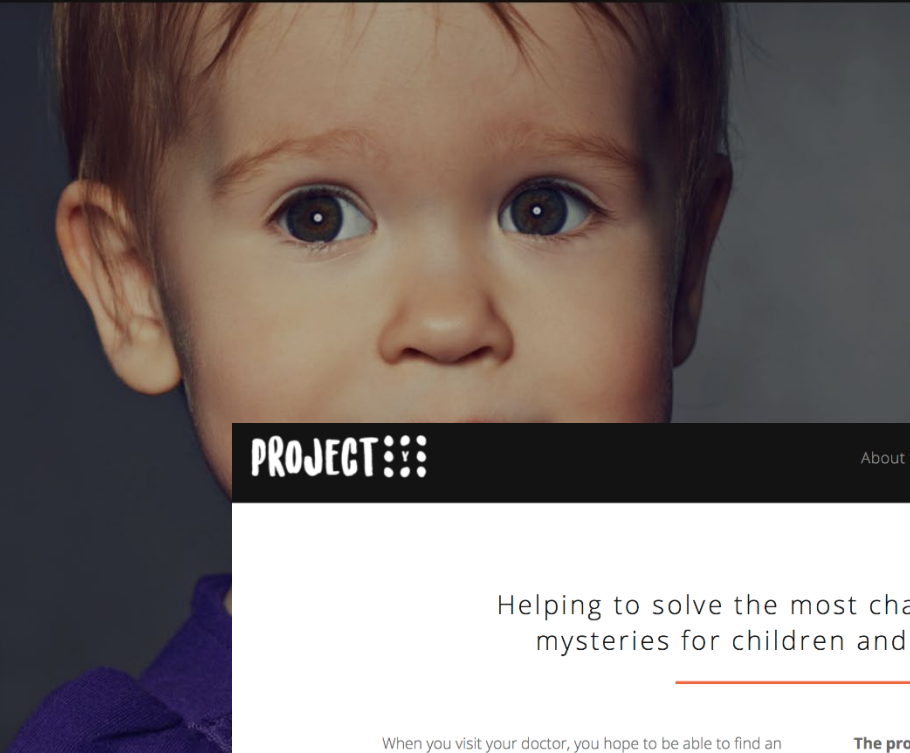 PROJECT Y
About
Helping to solve the most cha
mysteries for children and
When you visit your doctor, you hope to be able to find an
The pro